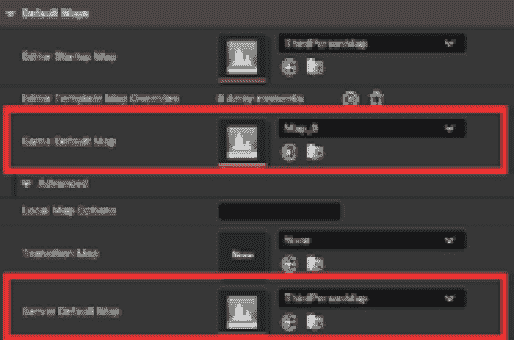 Default Maps
Editor Startup Map
ThirdPersonMap
Editor Template Map Overrides
0 Array elements
Game Default Map
Map_0
Advanced
Local Map Options
Transition Map
None
None
Server Default Map
ThirdPersonMap